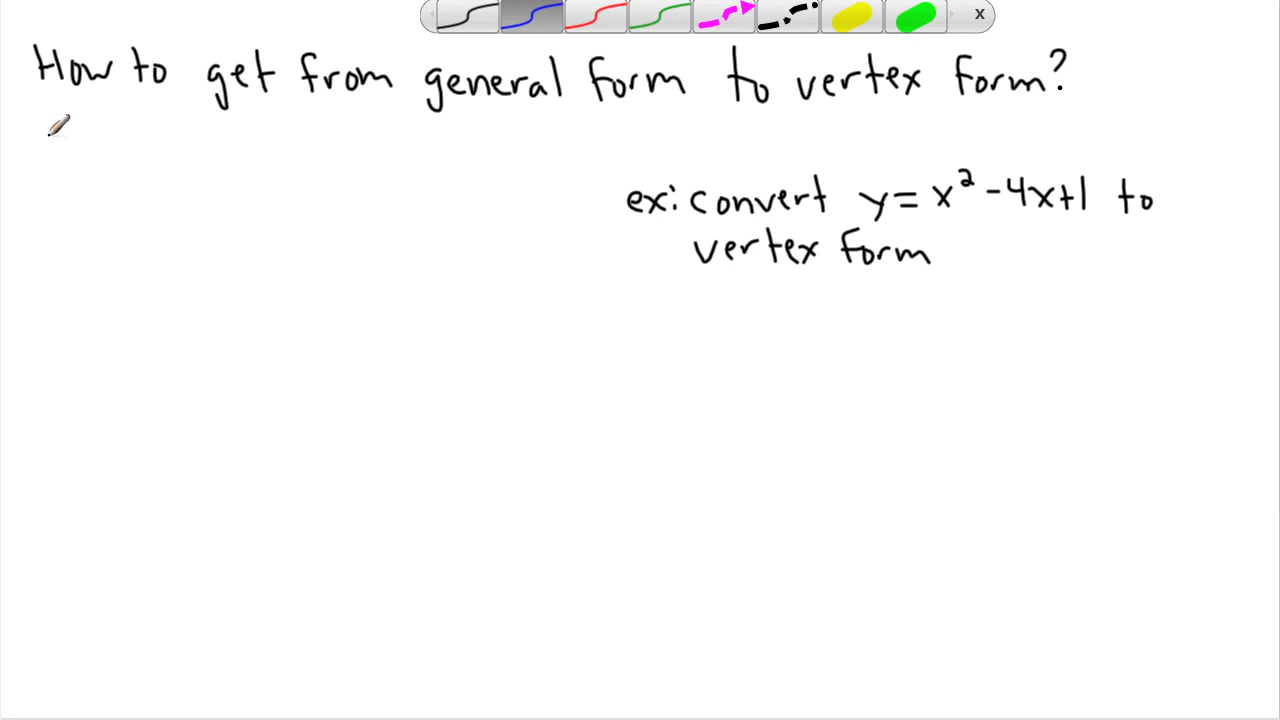 How to get from general form to vertex form?
ex: convert y = x² - 4x + 1 to
vertex form